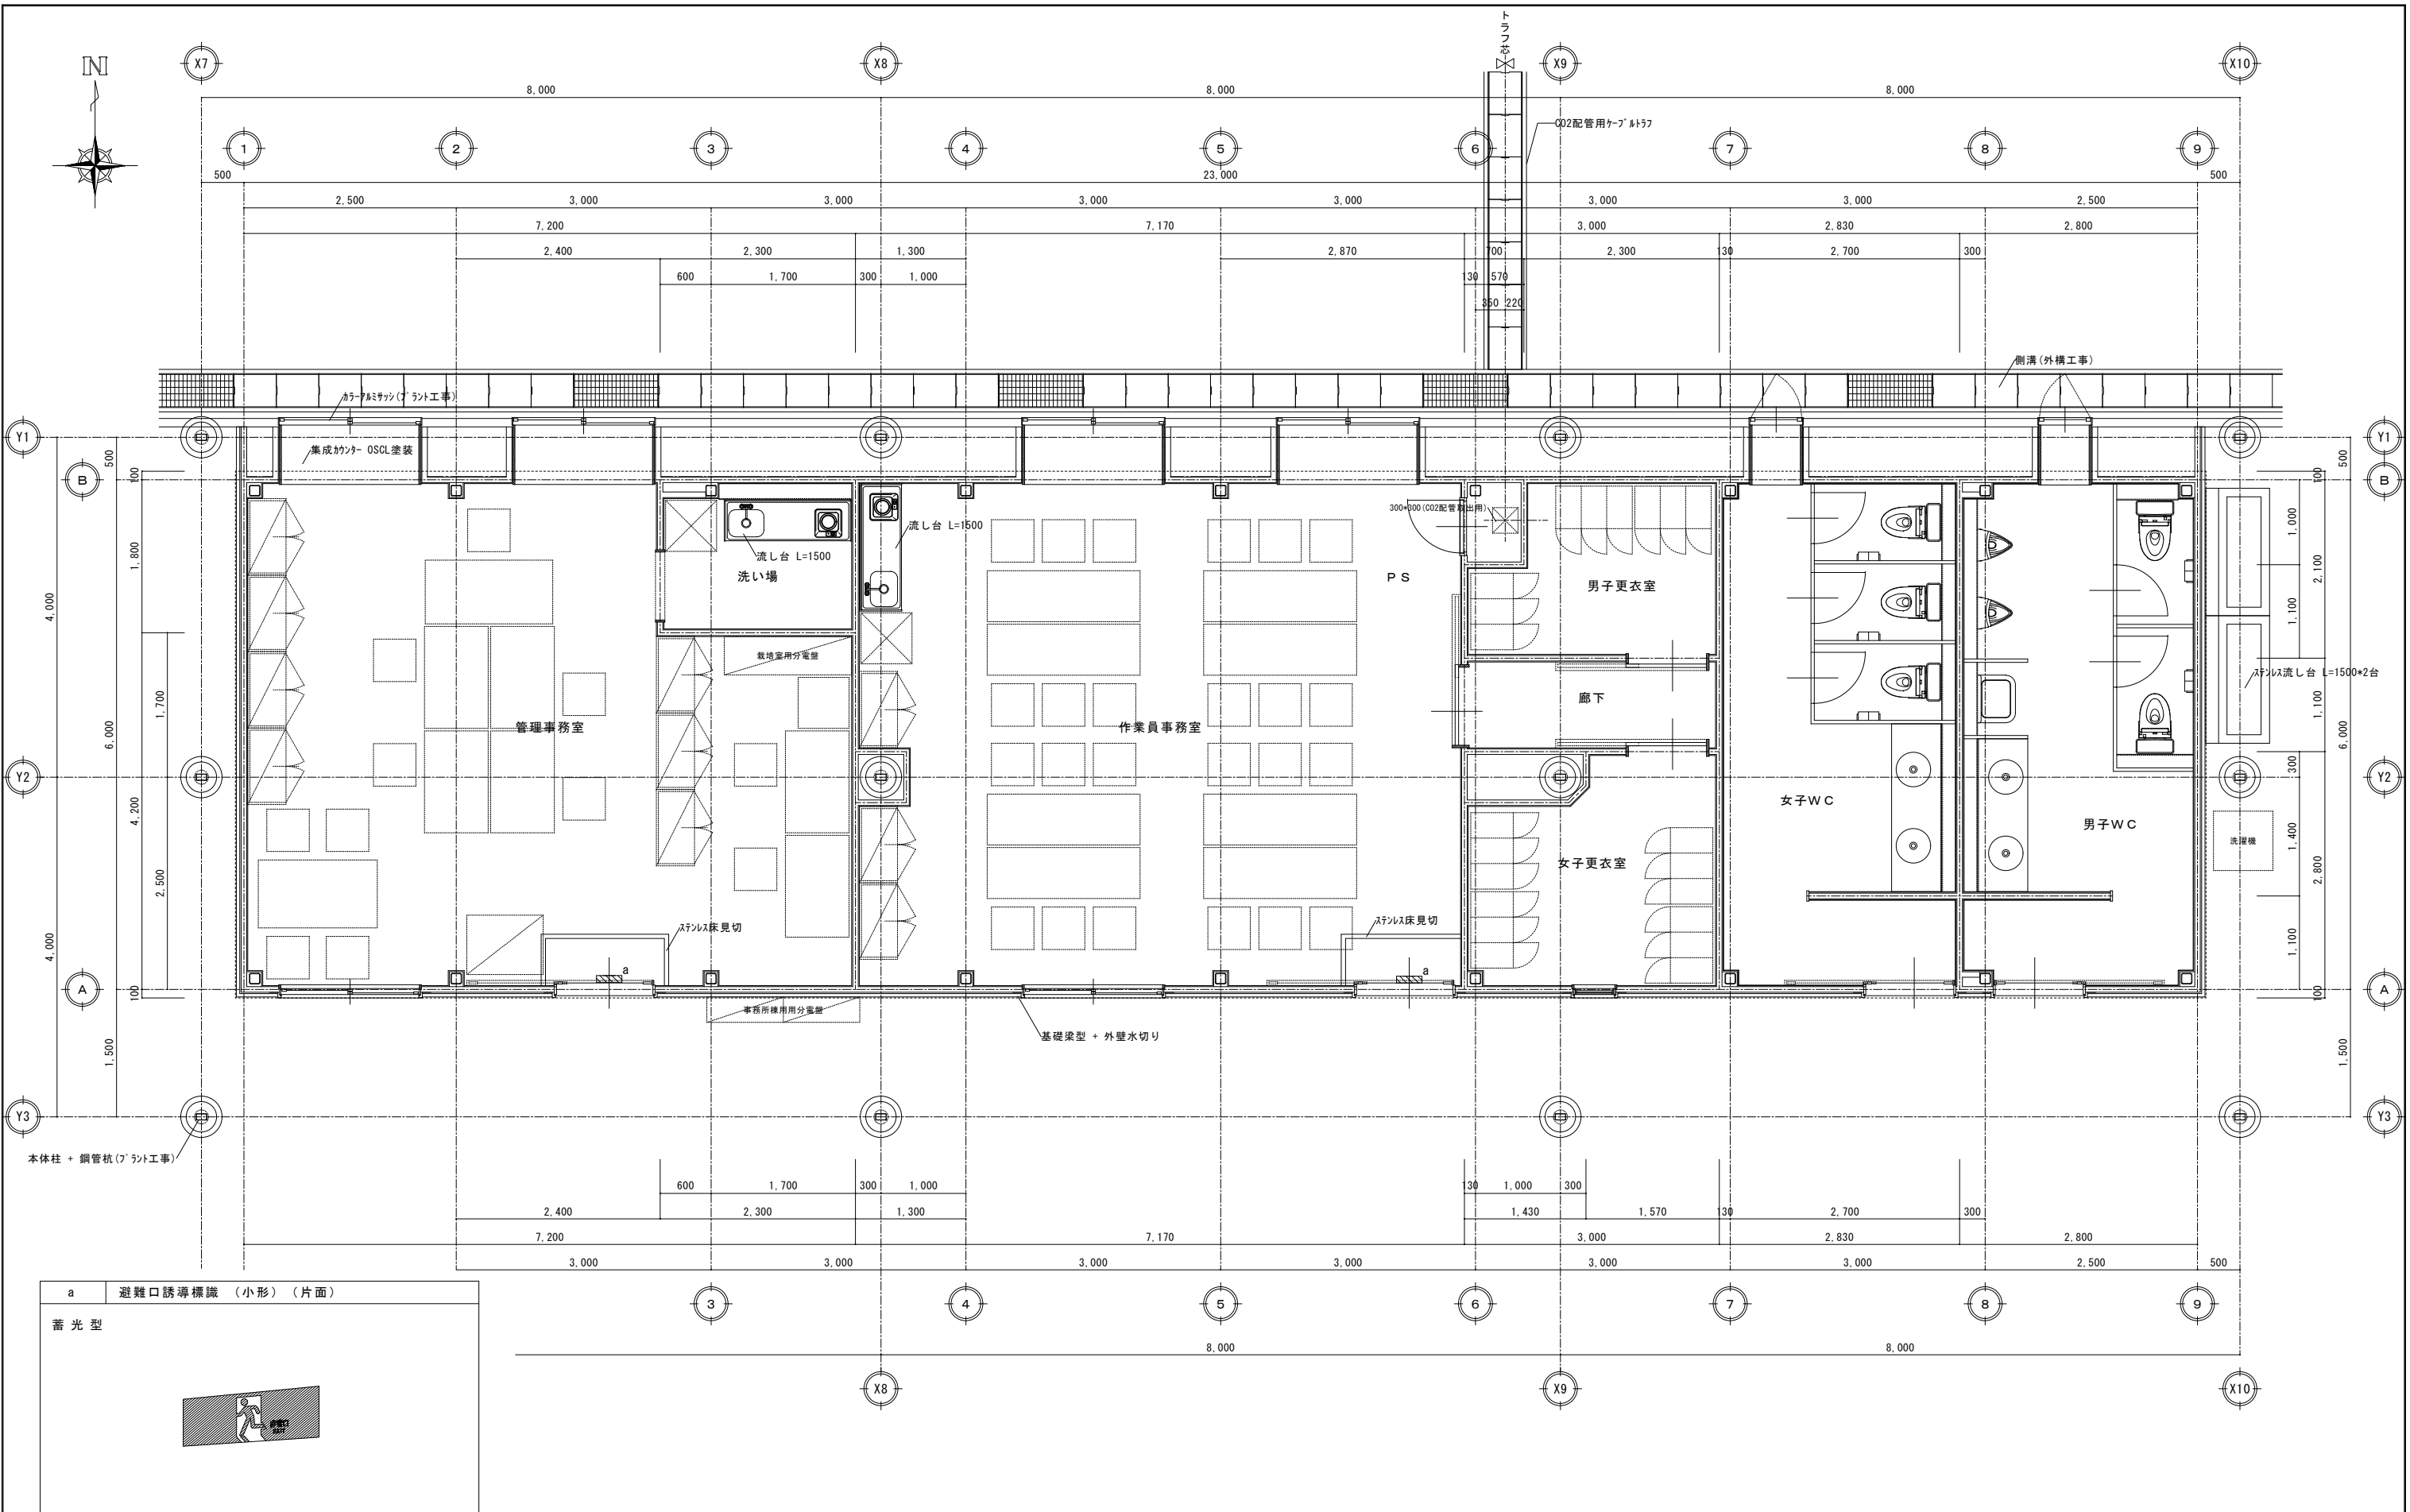 N
トラフ芯
X7
X8
X9
X10
8,000
8,000
8,000
CO2配管用ケーブルトラフ
1
2
3
4
5
6
7
8
9
500
23,000
500
2,500
3,000
3,000
3,000
3,000
3,000
3,000
2,500
7,200
7,170
3,000
2,830
2,800
2,400
2,300
1,300
2,870
700
2,300
130
2,700
300
600
1,700
300
1,000
130
570
350
220
側溝(外構工事)
カラーアルミサッシ(プラント工事)
集成カウンター OSCL塗装
Y1
Y1
B
B
500
100
500
100
流し台 L=1500
流し台 L=1500
洗い場
300*300(CO2配管取出用)
PS
男子更衣室
1,800
4,000
1,000
2,100
1,100
栽培室用分電盤
ステンレス流し台 L=1500*2台
廊下
管理事務室
作業員事務室
1,700
6,000
1,100
6,000
Y2
Y2
300
女子WC
男子WC
4,200
2,500
4,000
洗濯機
1,400
2,800
1,100
女子更衣室
ステンレス床見切
ステンレス床見切
a
a
A
A
100
100
事務所棟用用分電盤
基礎梁型 + 外壁水切り
1,500
1,500
Y3
Y3
本体柱 + 鋼管杭(プラント工事)
600
1,700
300
1,000
130
1,000
300
2,400
2,300
1,300
1,430
1,570
130
2,700
300
7,200
7,170
3,000
2,830
2,800
3,000
3,000
3,000
3,000
3,000
3,000
2,500
500
3
4
5
6
7
8
9
8,000
8,000
X8
X9
X10
a
避難口誘導標識 (小形) (片面)
蓄光型
非常口
EXIT